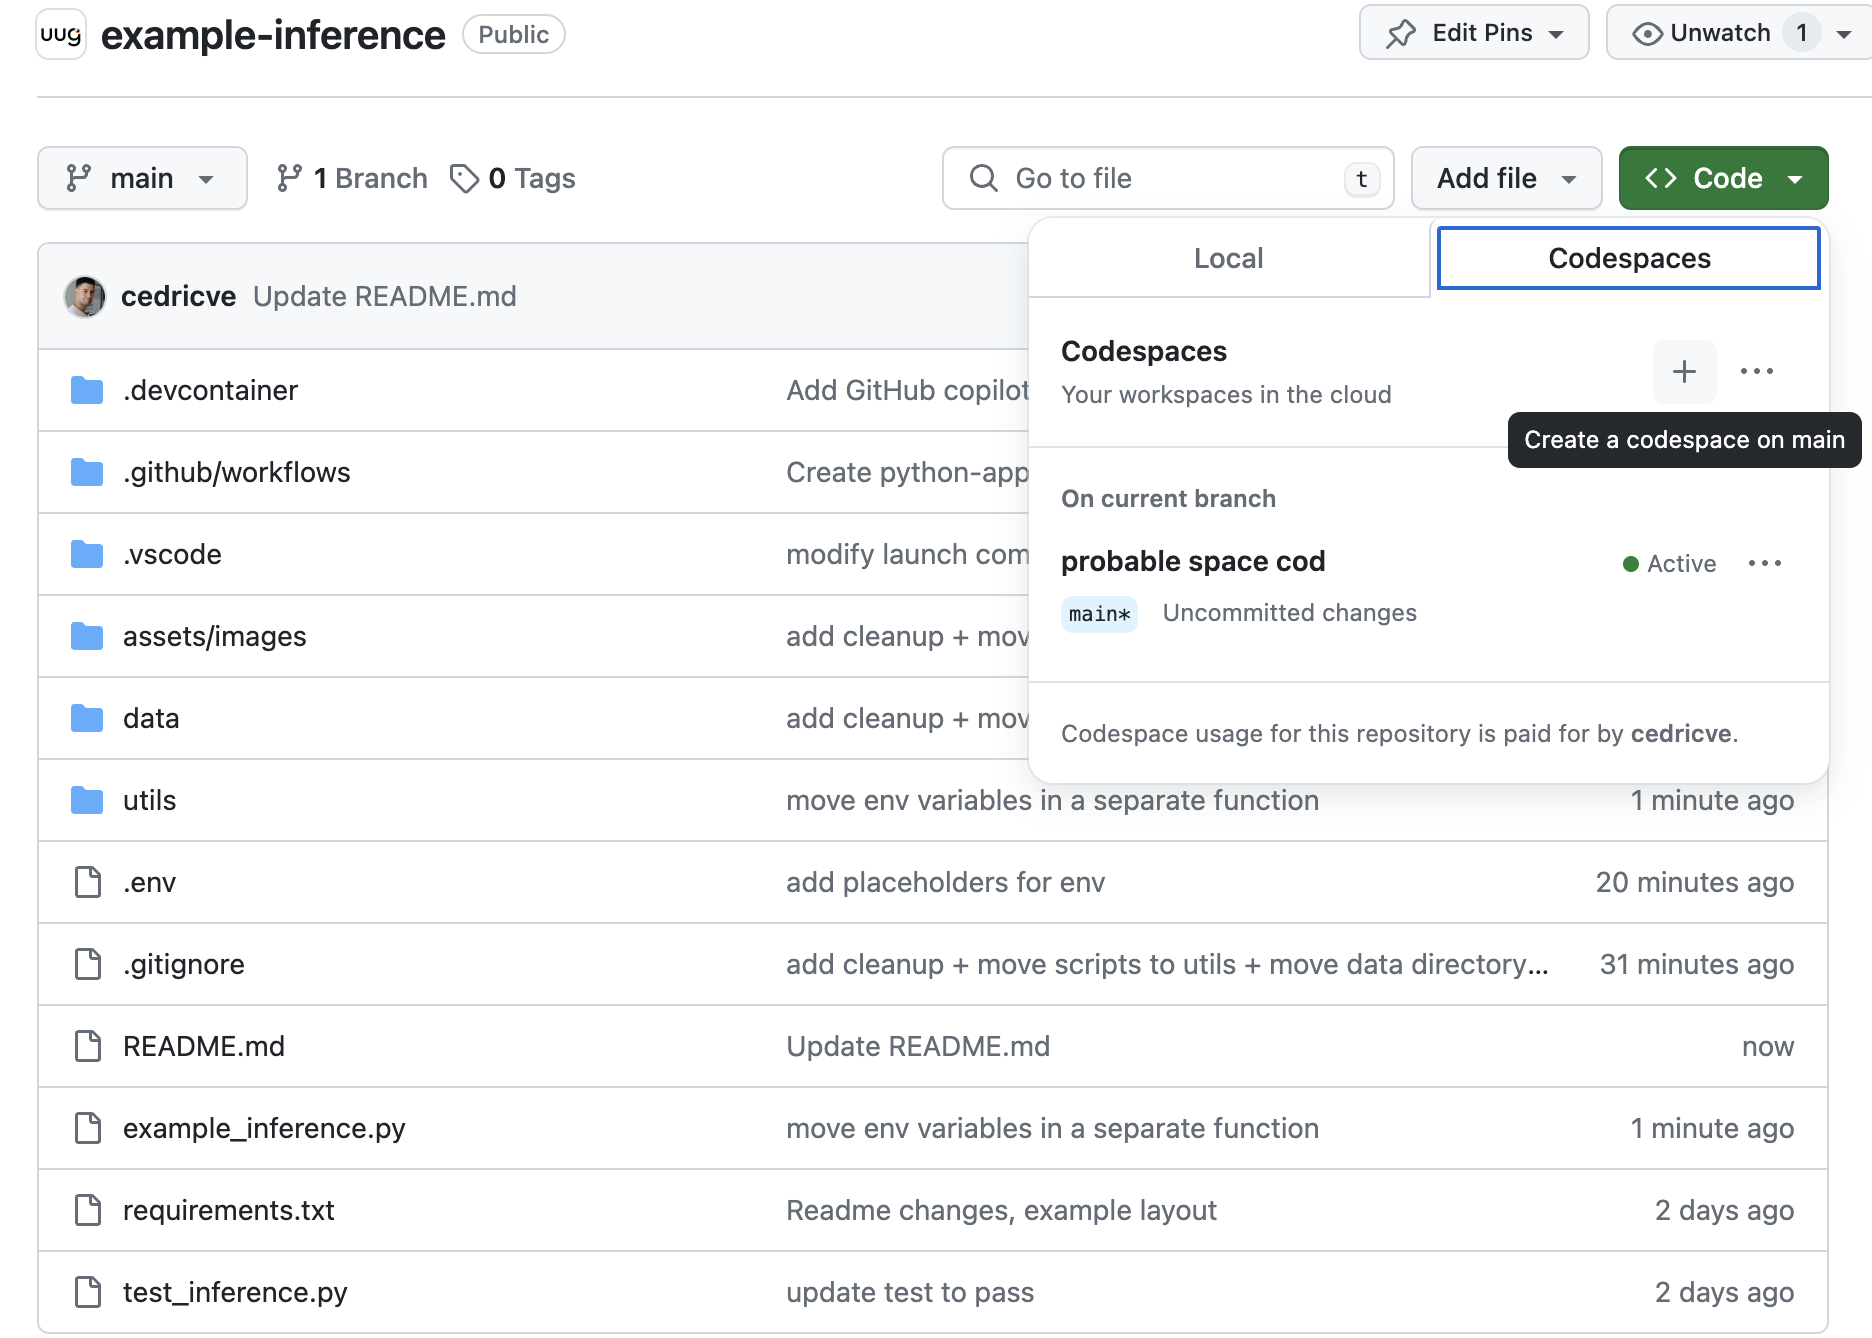 uug example-inference Public Edit Pins Unwatch 1
main 1 Branch 0 Tags Go to file t Add file Code
Local Codespaces
cedricve Update README.md
Codespaces
Your workspaces in the cloud
Create a codespace on main
On current branch
probable space cod Active
main* Uncommitted changes
Codespace usage for this repository is paid for by cedricve.
.devcontainer Add GitHub copilot
.github/workflows Create python-app
.vscode modify launch com
assets/images add cleanup + mov
data add cleanup + mov
utils move env variables in a separate function 1 minute ago
.env add placeholders for env 20 minutes ago
.gitignore add cleanup + move scripts to utils + move data directory... 31 minutes ago
README.md Update README.md now
example_inference.py move env variables in a separate function 1 minute ago
requirements.txt Readme changes, example layout 2 days ago
test_inference.py update test to pass 2 days ago